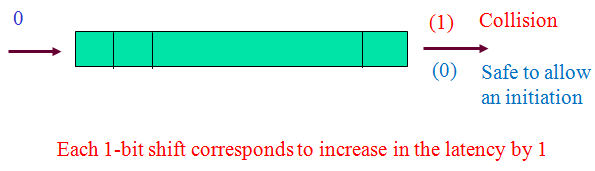 0
(1) Collision
(0) Safe to allow
an initiation
Each 1-bit shift corresponds to increase in the latency by 1